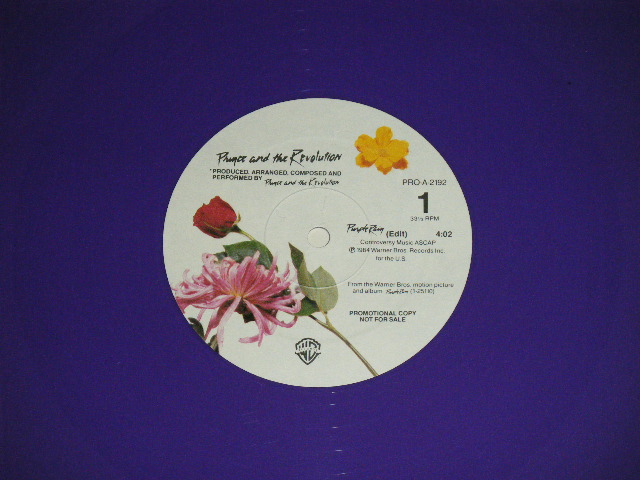 Prince and the Revolution
*PRODUCED, ARRANGED, COMPOSED AND
PERFORMED BY Prince and the Revolution
PRO-A-2192
1
33⅓ RPM
Purple Rain (Edit) 4:02
Controversy Music ASCAP
℗ 1984 Warner Bros. Records Inc.
for the U.S.
From the Warner Bros. motion picture
and album Purple Rain (1-25110)
PROMOTIONAL COPY
NOT FOR SALE